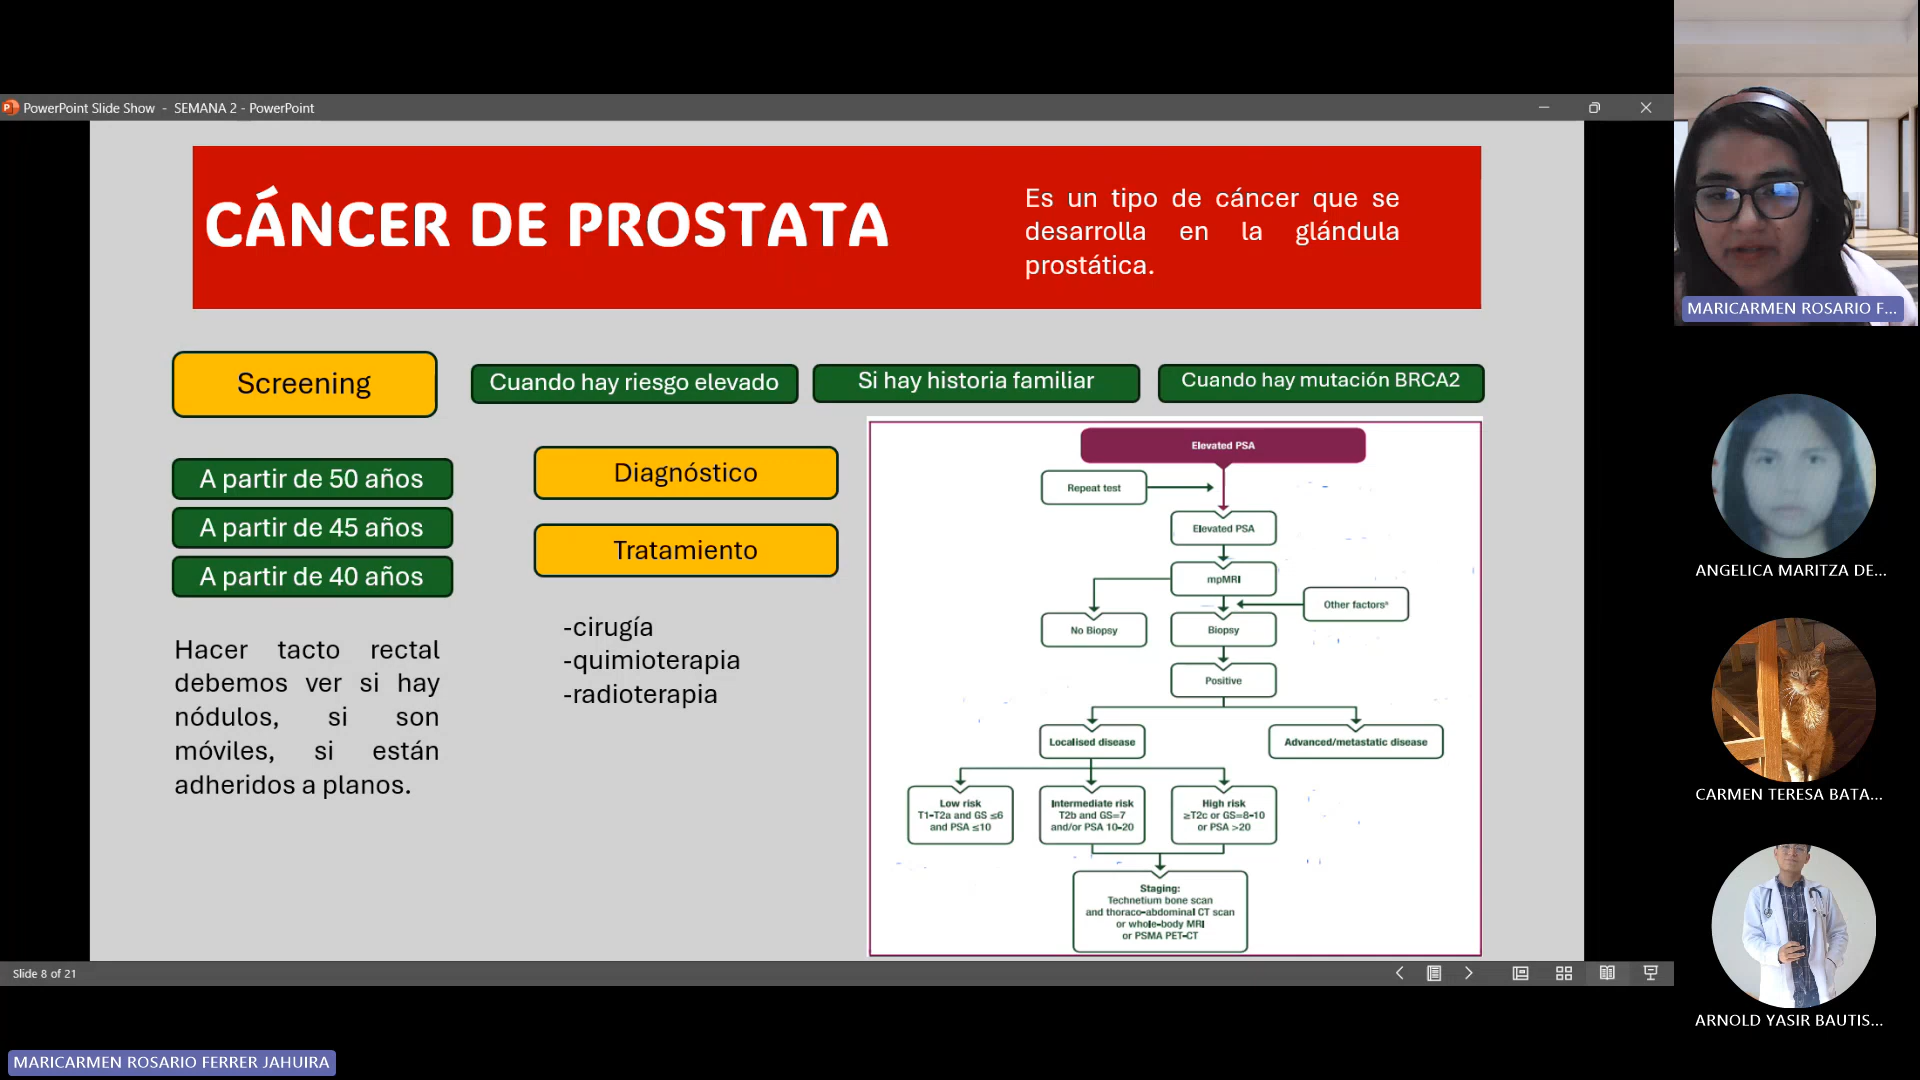 PowerPoint Slide Show - SEMANA 2 - PowerPoint
CÁNCER DE PROSTATA
Es un tipo de cáncer que se
desarrolla en la glándula
prostática.
Screening
Cuando hay riesgo elevado
Si hay historia familiar
Cuando hay mutación BRCA2
A partir de 50 años
A partir de 45 años
A partir de 40 años
Hacer tacto rectal
debemos ver si hay
nódulos, si son
móviles, si están
adheridos a planos.
Diagnóstico
Tratamiento
-cirugía
-quimioterapia
-radioterapia
Elevated PSA
Repeat test
Elevated PSA
mpMRI
Other factorsª
No Biopsy
Biopsy
Positive
Localised disease
Advanced/metastatic disease
Low risk
T1-T2a and GS ≤6
and PSA ≤10
Intermediate risk
T2b and GS=7
and/or PSA 10-20
High risk
≥T2c or GS=8-10
or PSA >20
Staging:
Technetium bone scan
and thoraco-abdominal CT scan
or whole-body MRI
or PSMA PET-CT
Slide 8 of 21
MARICARMEN ROSARIO F...
ANGELICA MARITZA DE...
CARMEN TERESA BATA...
ARNOLD YASIR BAUTIS...
MARICARMEN ROSARIO FERRER JAHUIRA